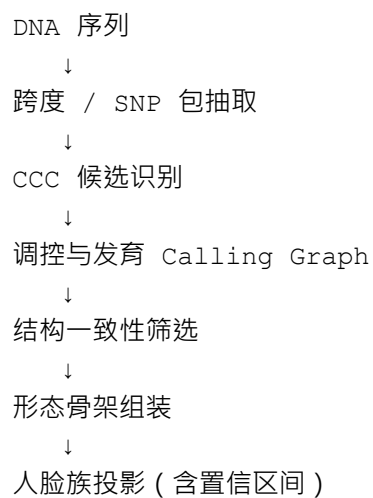 DNA 序列
↓
跨度 / SNP 包抽取
↓
CCC 候选识别
↓
调控与发育 Calling Graph
↓
结构一致性筛选
↓
形态骨架组装
↓
人脸族投影（含置信区间）